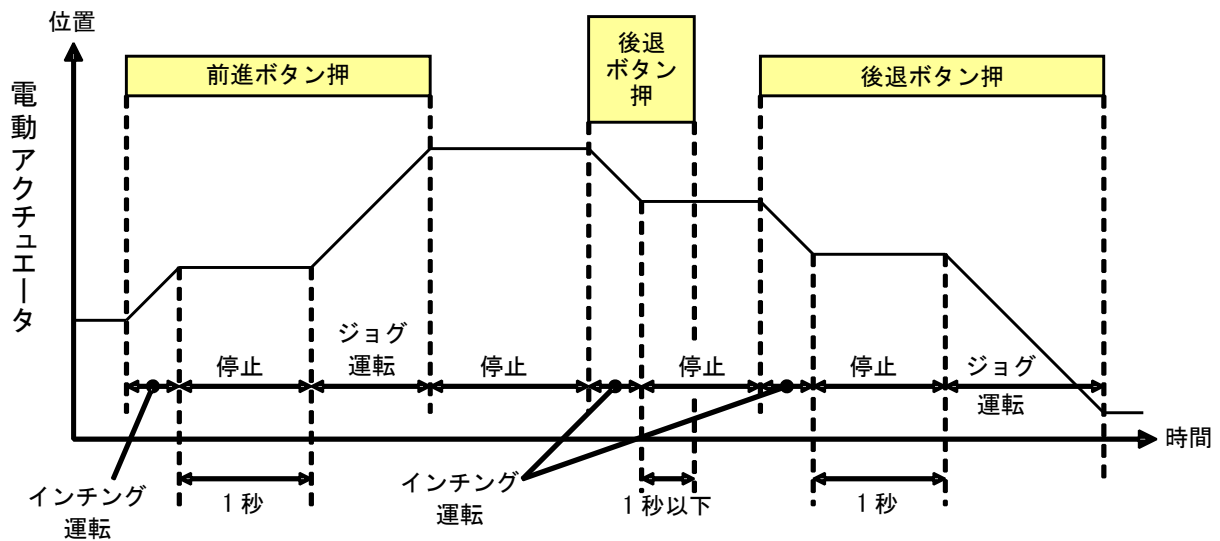 位置
前進ボタン押
後退
ボタン
押
後退ボタン押
電動アクチュエータ
停止
ジョグ
運転
停止
停止
停止
ジョグ
運転
時間
インチング
運転
1秒
インチング
運転
1秒以下
1秒